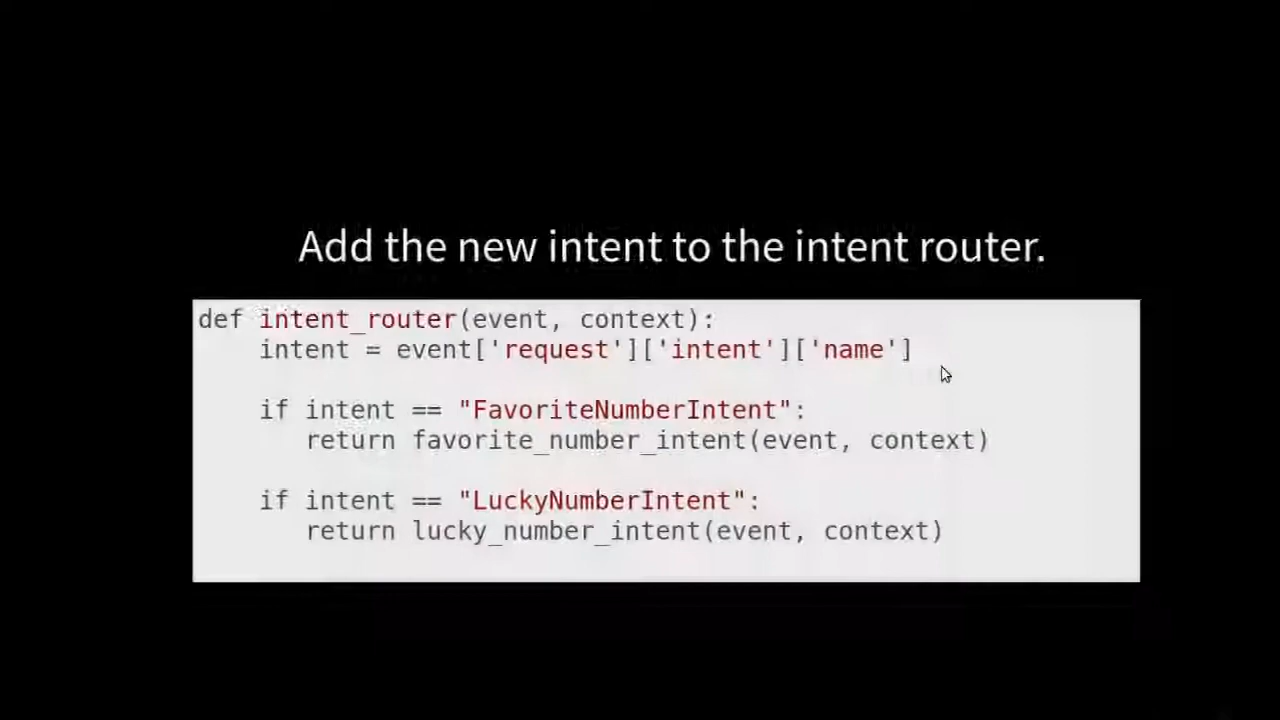 Add the new intent to the intent router.
def intent_router(event, context):
    intent = event['request']['intent']['name']
    if intent == "FavoriteNumberIntent":
       return favorite_number_intent(event, context)
    if intent == "LuckyNumberIntent":
       return lucky_number_intent(event, context)